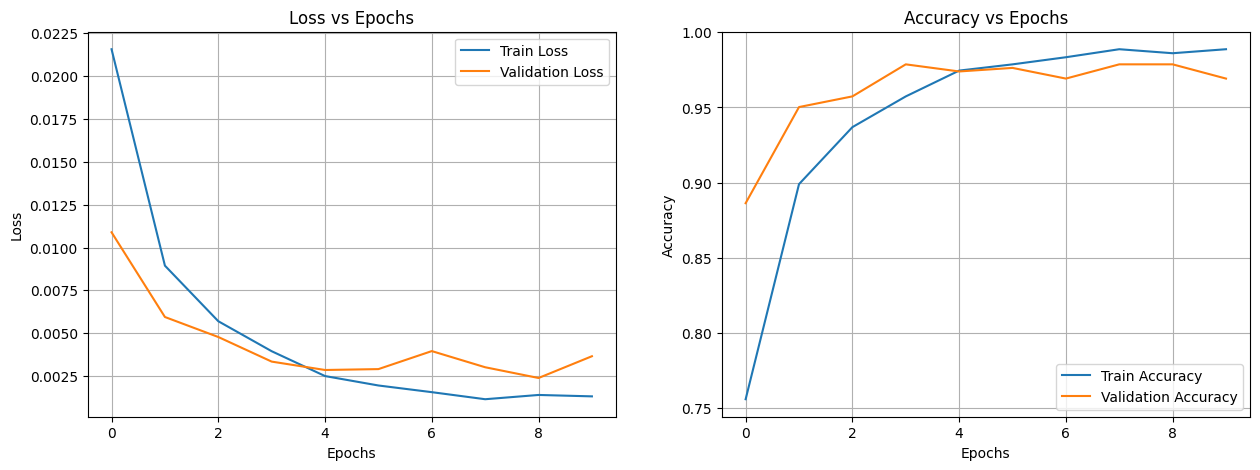 Loss vs Epochs
0.0225
0.0200
0.0175
0.0150
0.0125
0.0100
0.0075
0.0050
0.0025
Loss
0 2 4 6 8
Epochs
Train Loss
Validation Loss
Accuracy vs Epochs
1.00
0.95
0.90
0.85
0.80
0.75
Accuracy
0 2 4 6 8
Epochs
Train Accuracy
Validation Accuracy